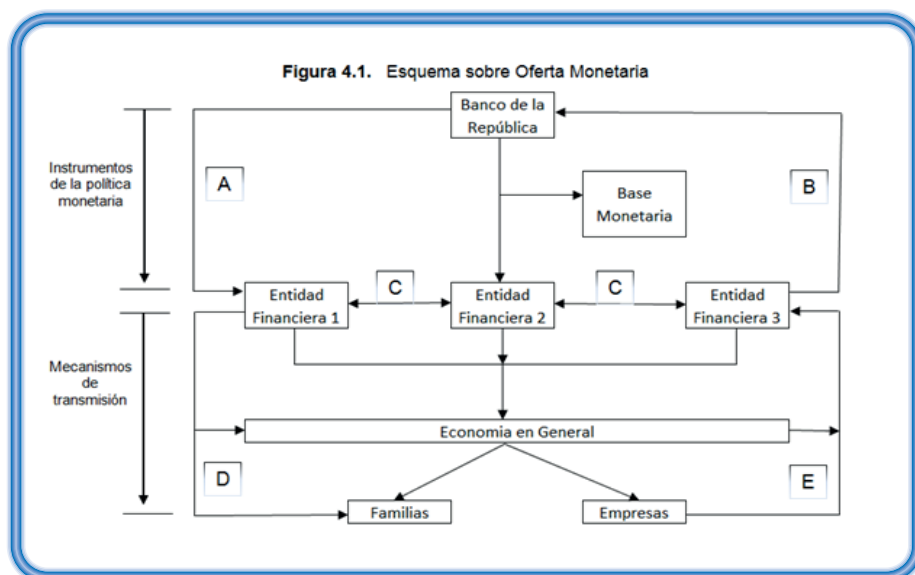 Figura 4.1. Esquema sobre Oferta Monetaria
Banco de la
República
Instrumentos
de la política
monetaria
A
B
Base
Monetaria
C
C
Entidad
Financiera 1
Entidad
Financiera 2
Entidad
Financiera 3
Mecanismos
de
transmisión
Economia en General
D
E
Familias
Empresas